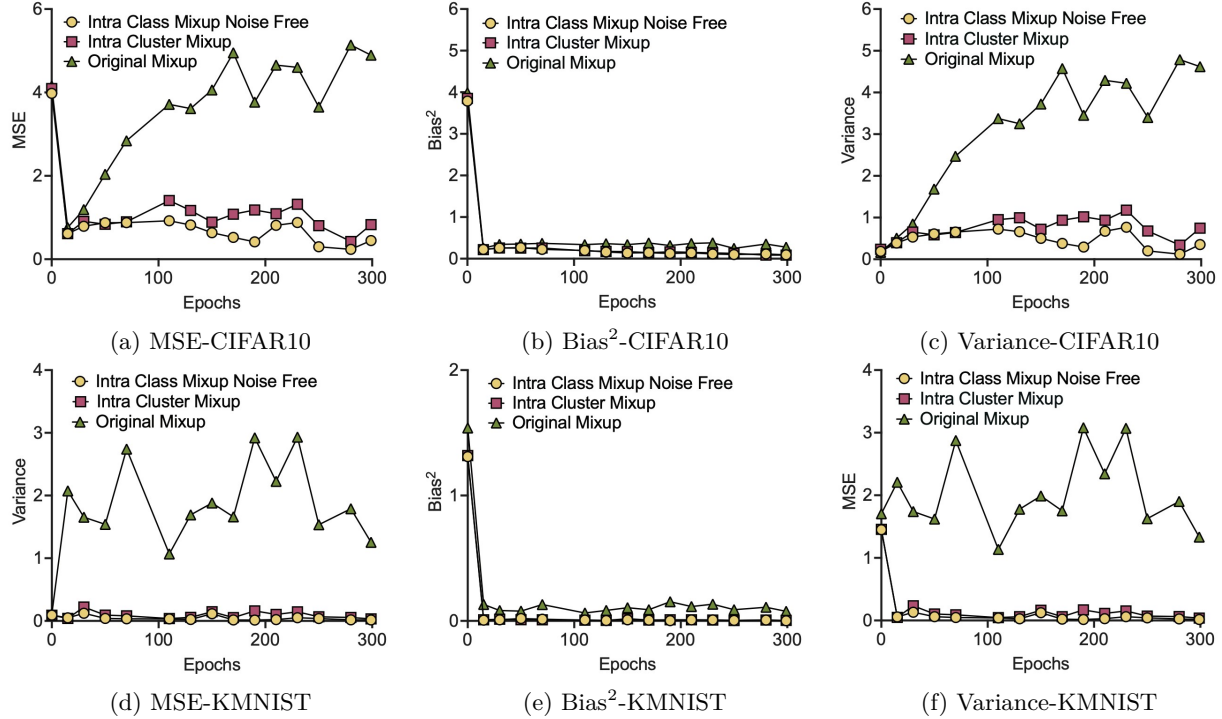 6
5
4
3
2
1
0
MSE
Intra Class Mixup Noise Free
Intra Cluster Mixup
Original Mixup
0 100 200 300
Epochs
(a) MSE-CIFAR10
6
5
4
3
2
1
0
Bias²
Intra Class Mixup Noise Free
Intra Cluster Mixup
Original Mixup
0 100 200 300
Epochs
(b) Bias²-CIFAR10
6
5
4
3
2
1
0
Variance
Intra Class Mixup Noise Free
Intra Cluster Mixup
Original Mixup
0 100 200 300
Epochs
(c) Variance-CIFAR10
4
3
2
1
0
Variance
Intra Class Mixup Noise Free
Intra Cluster Mixup
Original Mixup
0 100 200 300
Epochs
(d) MSE-KMNIST
2
1
0
Bias²
Intra Class Mixup Noise Free
Intra Cluster Mixup
Original Mixup
0 100 200 300
Epochs
(e) Bias²-KMNIST
4
3
2
1
0
MSE
Intra Class Mixup Noise Free
Intra Cluster Mixup
Original Mixup
0 100 200 300
Epochs
(f) Variance-KMNIST